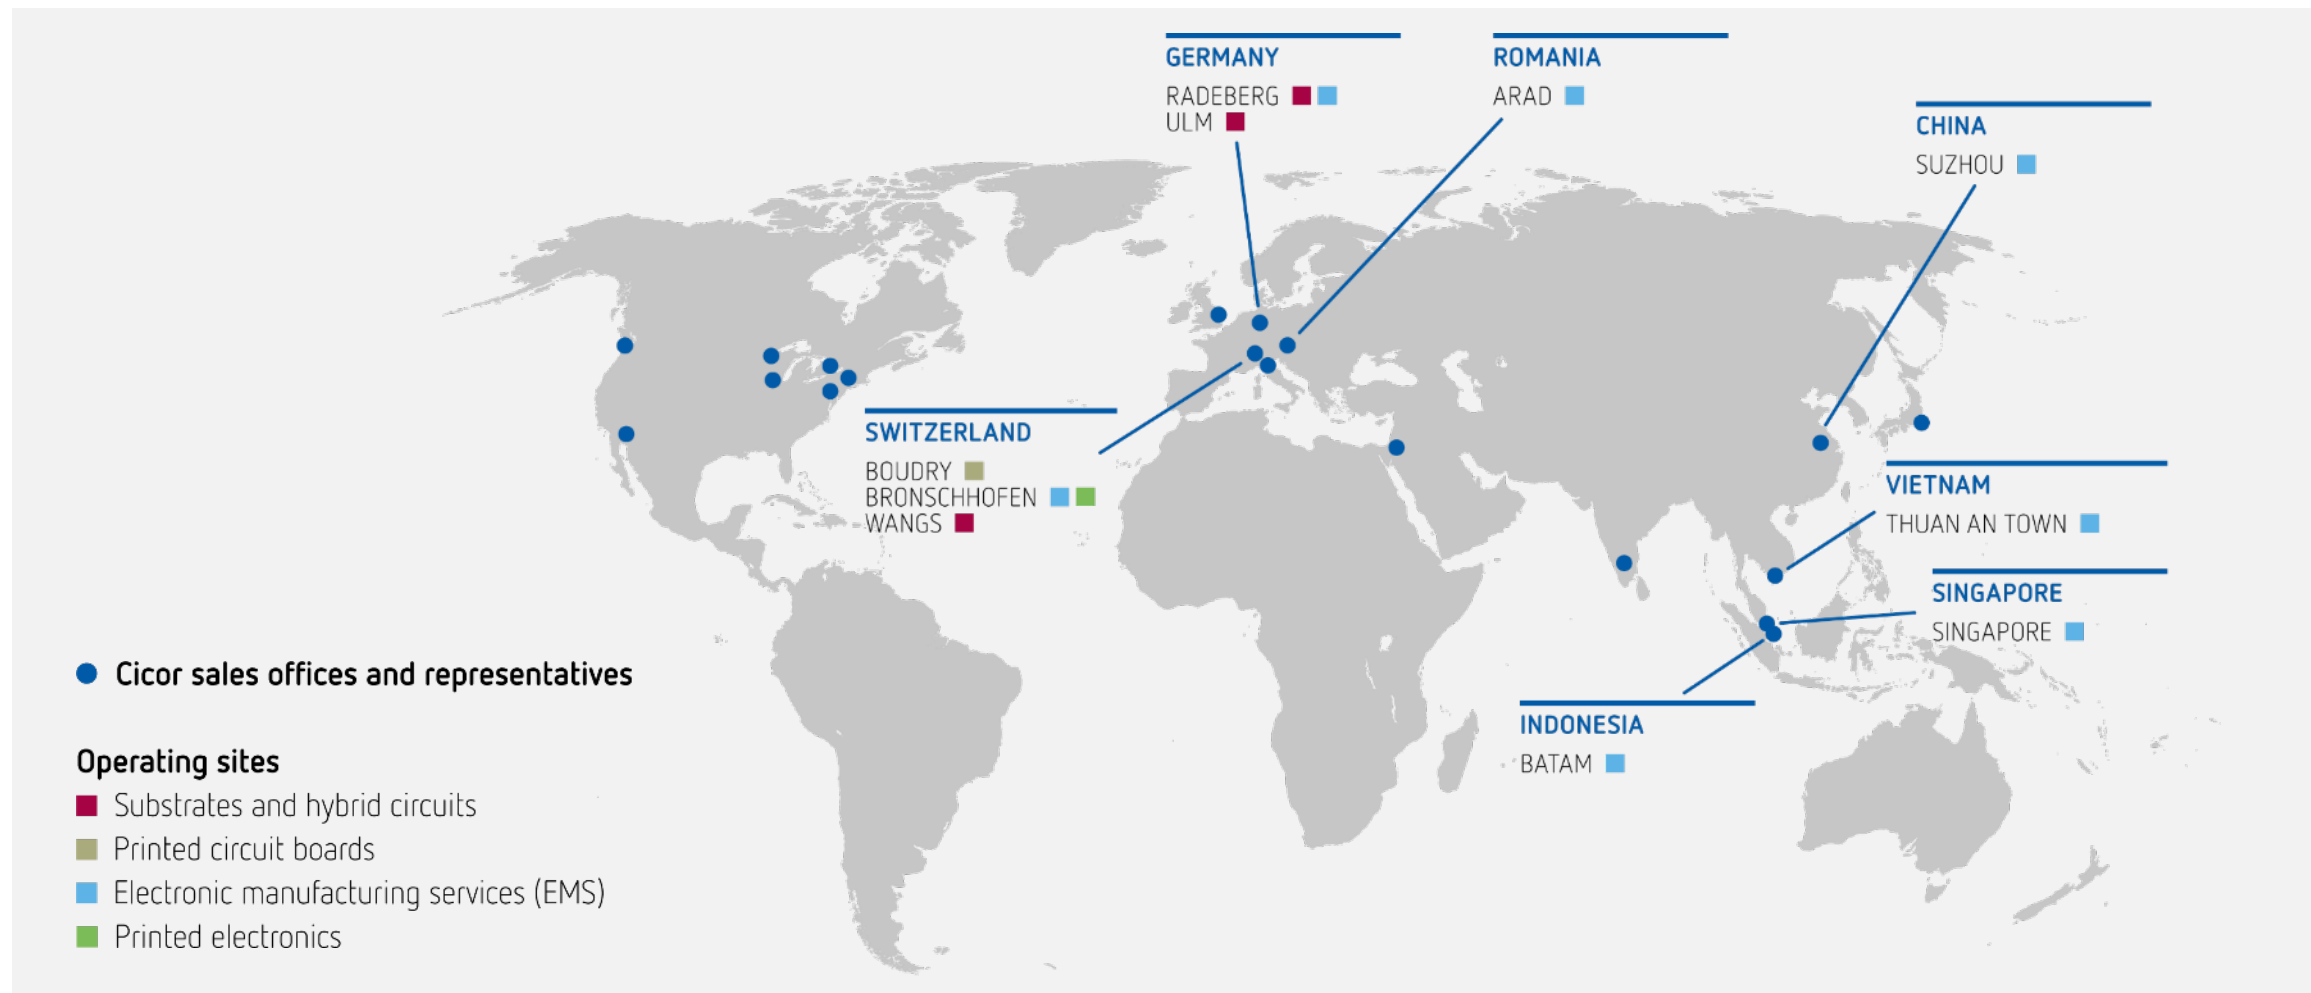 GERMANY
RADEBERG
ULM
ROMANIA
ARAD
CHINA
SUZHOU
SWITZERLAND
BOUDRY
BRONSCHHOFEN
WANGS
VIETNAM
THUAN AN TOWN
SINGAPORE
SINGAPORE
INDONESIA
BATAM
Cicor sales offices and representatives
Operating sites
Substrates and hybrid circuits
Printed circuit boards
Electronic manufacturing services (EMS)
Printed electronics